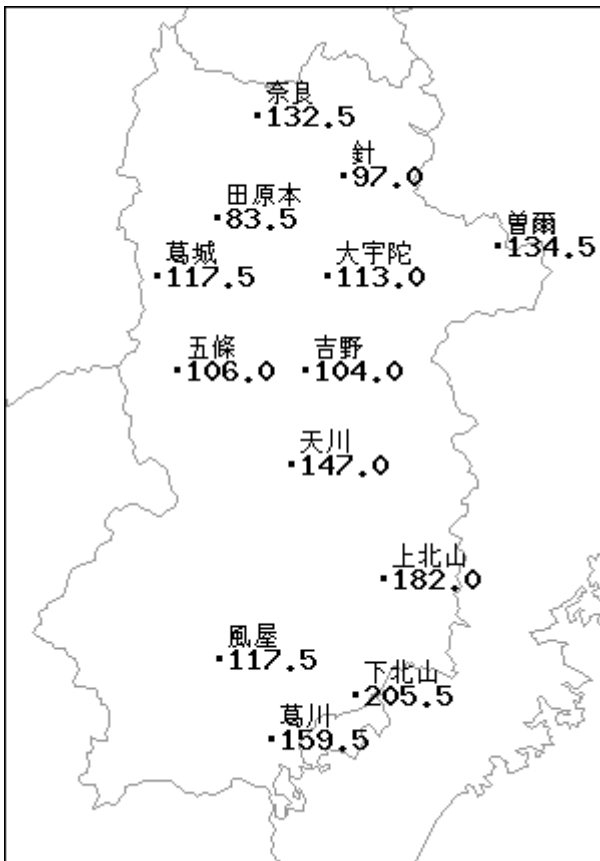 奈良
132.5
針
97.0
田原本
83.5
曽爾
134.5
葛城
117.5
大宇陀
113.0
五條
106.0
吉野
104.0
天川
147.0
上北山
182.0
風屋
117.5
下北山
205.5
葛川
159.5